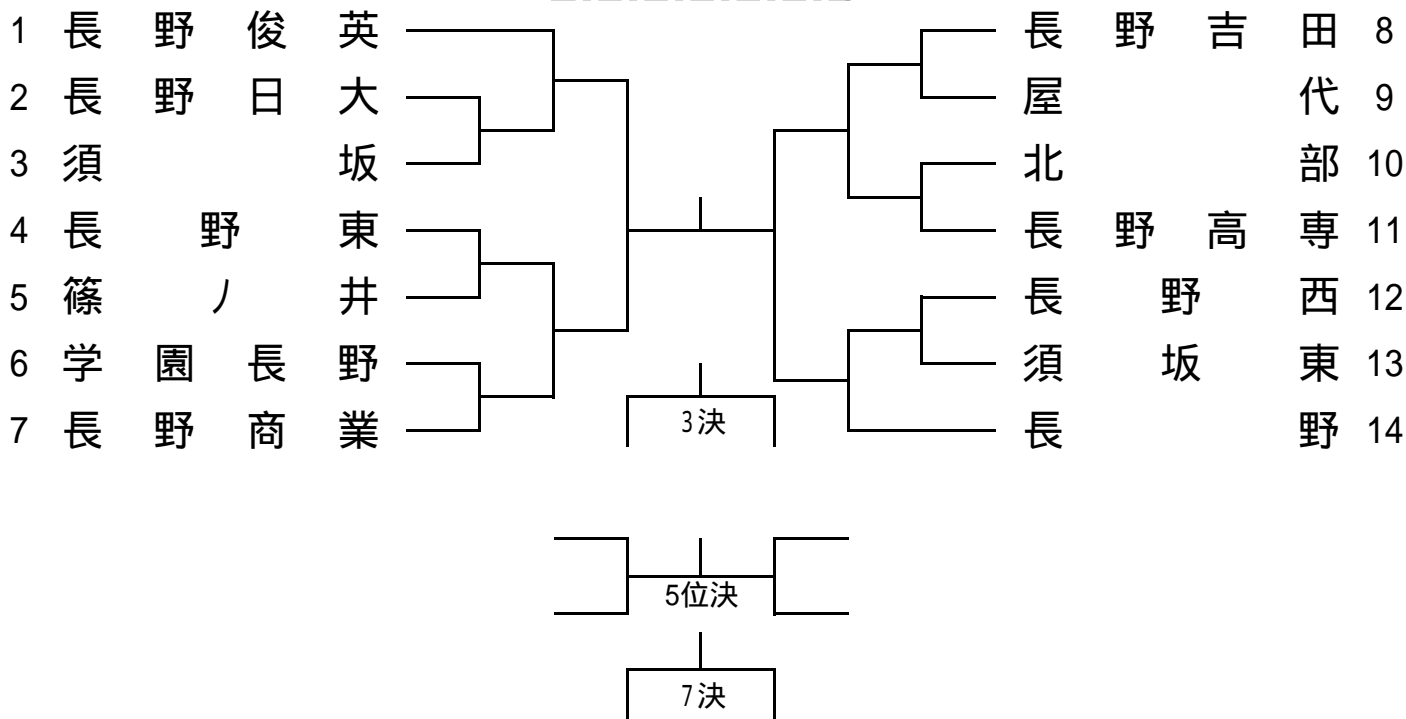 1 長野俊英
2 長野日大
3 須坂
4 長野東
5 篠ノ井
6 学園長野
7 長野商業
長野吉田 8
屋代 9
北部 10
長野高専 11
長野西 12
須坂東 13
長野 14
3決
5位決
7決